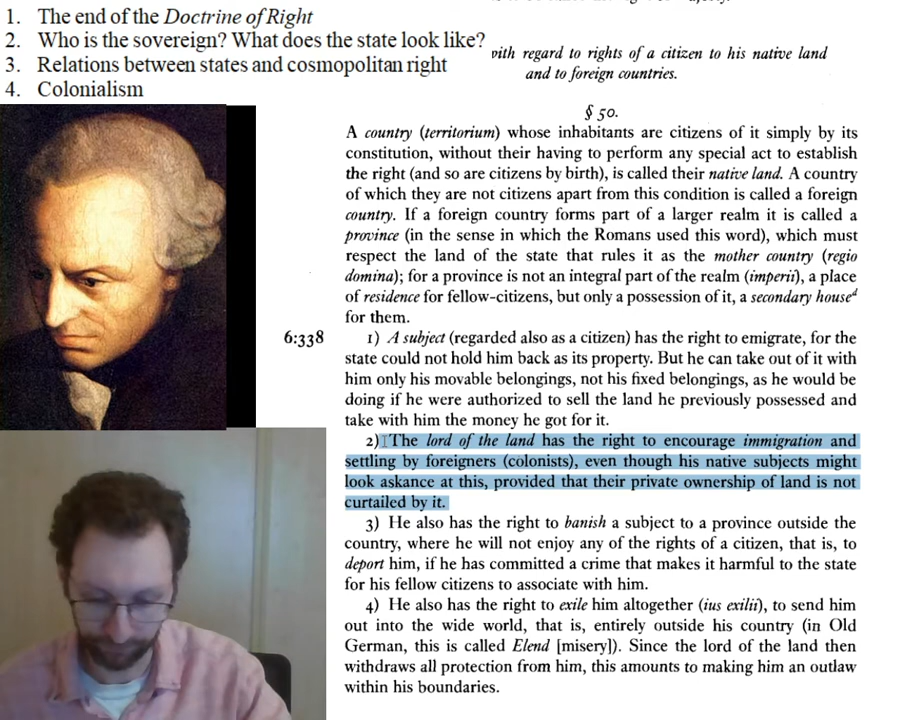 1. The end of the Doctrine of Right
2. Who is the sovereign? What does the state look like?
3. Relations between states and cosmopolitan right
4. Colonialism
with regard to rights of a citizen to his native land
and to foreign countries.
§ 50.
A country (territorium) whose inhabitants are citizens of it simply by its
constitution, without their having to perform any special act to establish
the right (and so are citizens by birth), is called their native land. A country
of which they are not citizens apart from this condition is called a foreign
country. If a foreign country forms part of a larger realm it is called a
province (in the sense in which the Romans used this word), which must
respect the land of the state that rules it as the mother country (regio
domina); for a province is not an integral part of the realm (imperii), a place
of residence for fellow-citizens, but only a possession of it, a secondary house^d
for them.
6:338
1) A subject (regarded also as a citizen) has the right to emigrate, for the
state could not hold him back as its property. But he can take out of it with
him only his movable belongings, not his fixed belongings, as he would be
doing if he were authorized to sell the land he previously possessed and
take with him the money he got for it.
2) The lord of the land has the right to encourage immigration and
settling by foreigners (colonists), even though his native subjects might
look askance at this, provided that their private ownership of land is not
curtailed by it.
3) He also has the right to banish a subject to a province outside the
country, where he will not enjoy any of the rights of a citizen, that is, to
deport him, if he has committed a crime that makes it harmful to the state
for his fellow citizens to associate with him.
4) He also has the right to exile him altogether (ius exilii), to send him
out into the wide world, that is, entirely outside his country (in Old
German, this is called Elend [misery]). Since the lord of the land then
withdraws all protection from him, this amounts to making him an outlaw
within his boundaries.